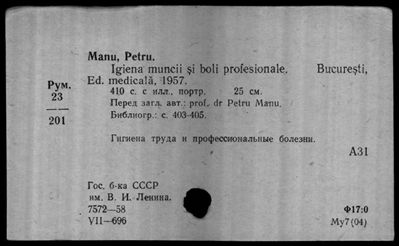 Manu, Petru.
Igiena muncii şi boli profesionale. Bucureşti,
Ed. medicală, 1957.
Рум.
23
201
410 с. с илл., портр. 25 см.
Перед загл. авт.: prof. dr Petru Manu.
Библиогр.: с. 403-405.
Гигиена труда и профессиональные болезни.
А31
Гос. б-ка СССР
им. В. И. Ленина.
7572—58
VII—696
Ф17:0
Му7(04)